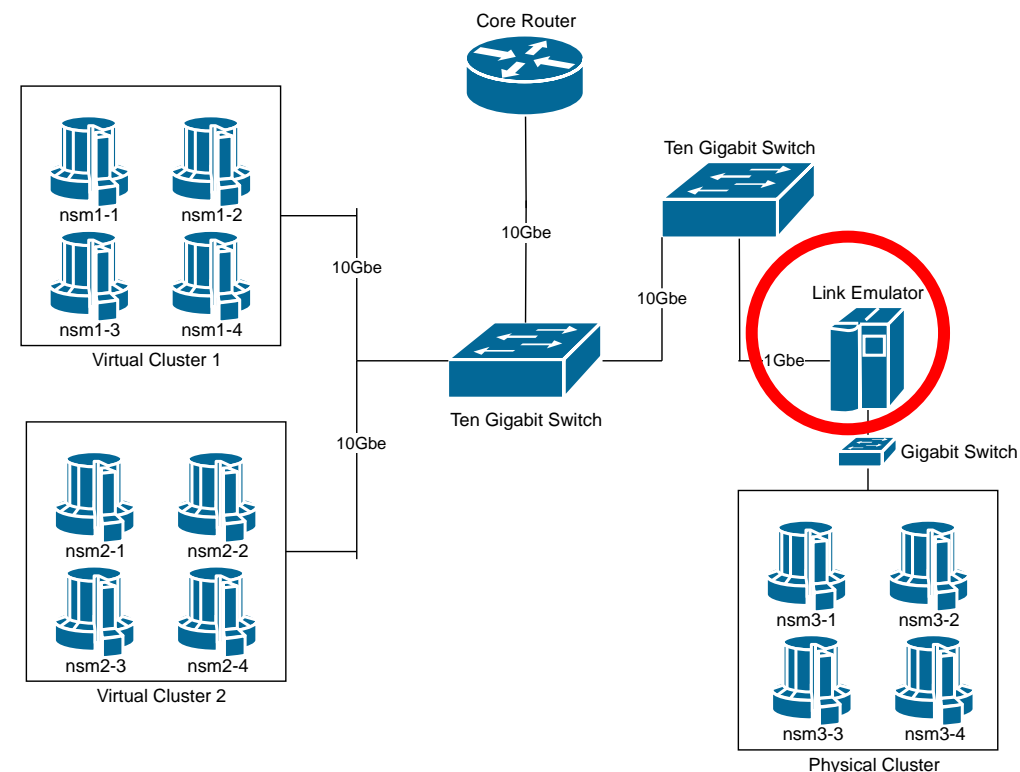 Core Router
Ten Gigabit Switch
nsm1-1
nsm1-2
nsm1-3
nsm1-4
Virtual Cluster 1
10Gbe
10Gbe
10Gbe
Link Emulator
1Gbe
Ten Gigabit Switch
10Gbe
Gigabit Switch
nsm2-1
nsm2-2
nsm2-3
nsm2-4
Virtual Cluster 2
nsm3-1
nsm3-2
nsm3-3
nsm3-4
Physical Cluster